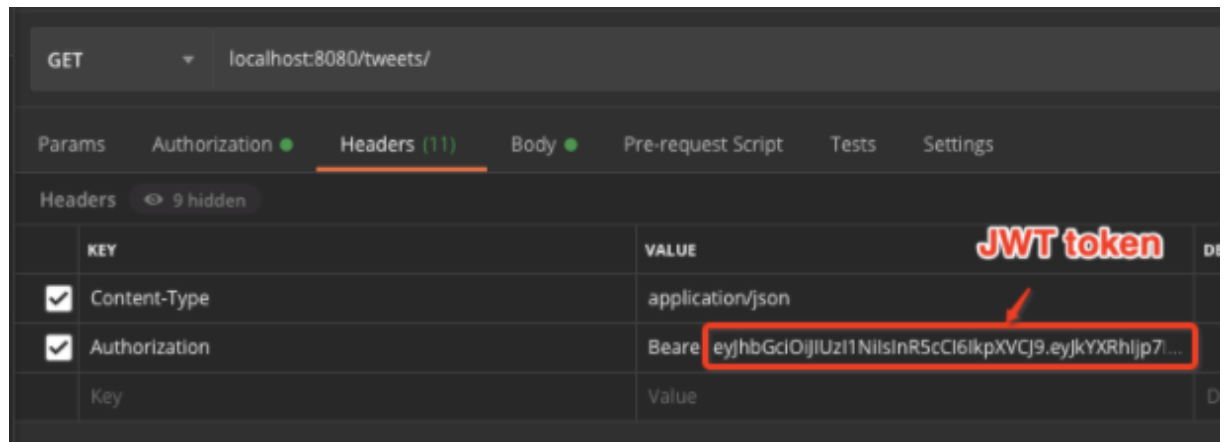 GET localhost:8080/tweets/
Params Authorization Headers (11) Body Pre-request Script Tests Settings
Headers 9 hidden
KEY VALUE
JWT token
Content-Type application/json
Authorization Beare eyJhbGciOiJIUzI1NiIsInR5cCI6IkpXVCJ9.eyJkYXRhIjp7...
Key Value